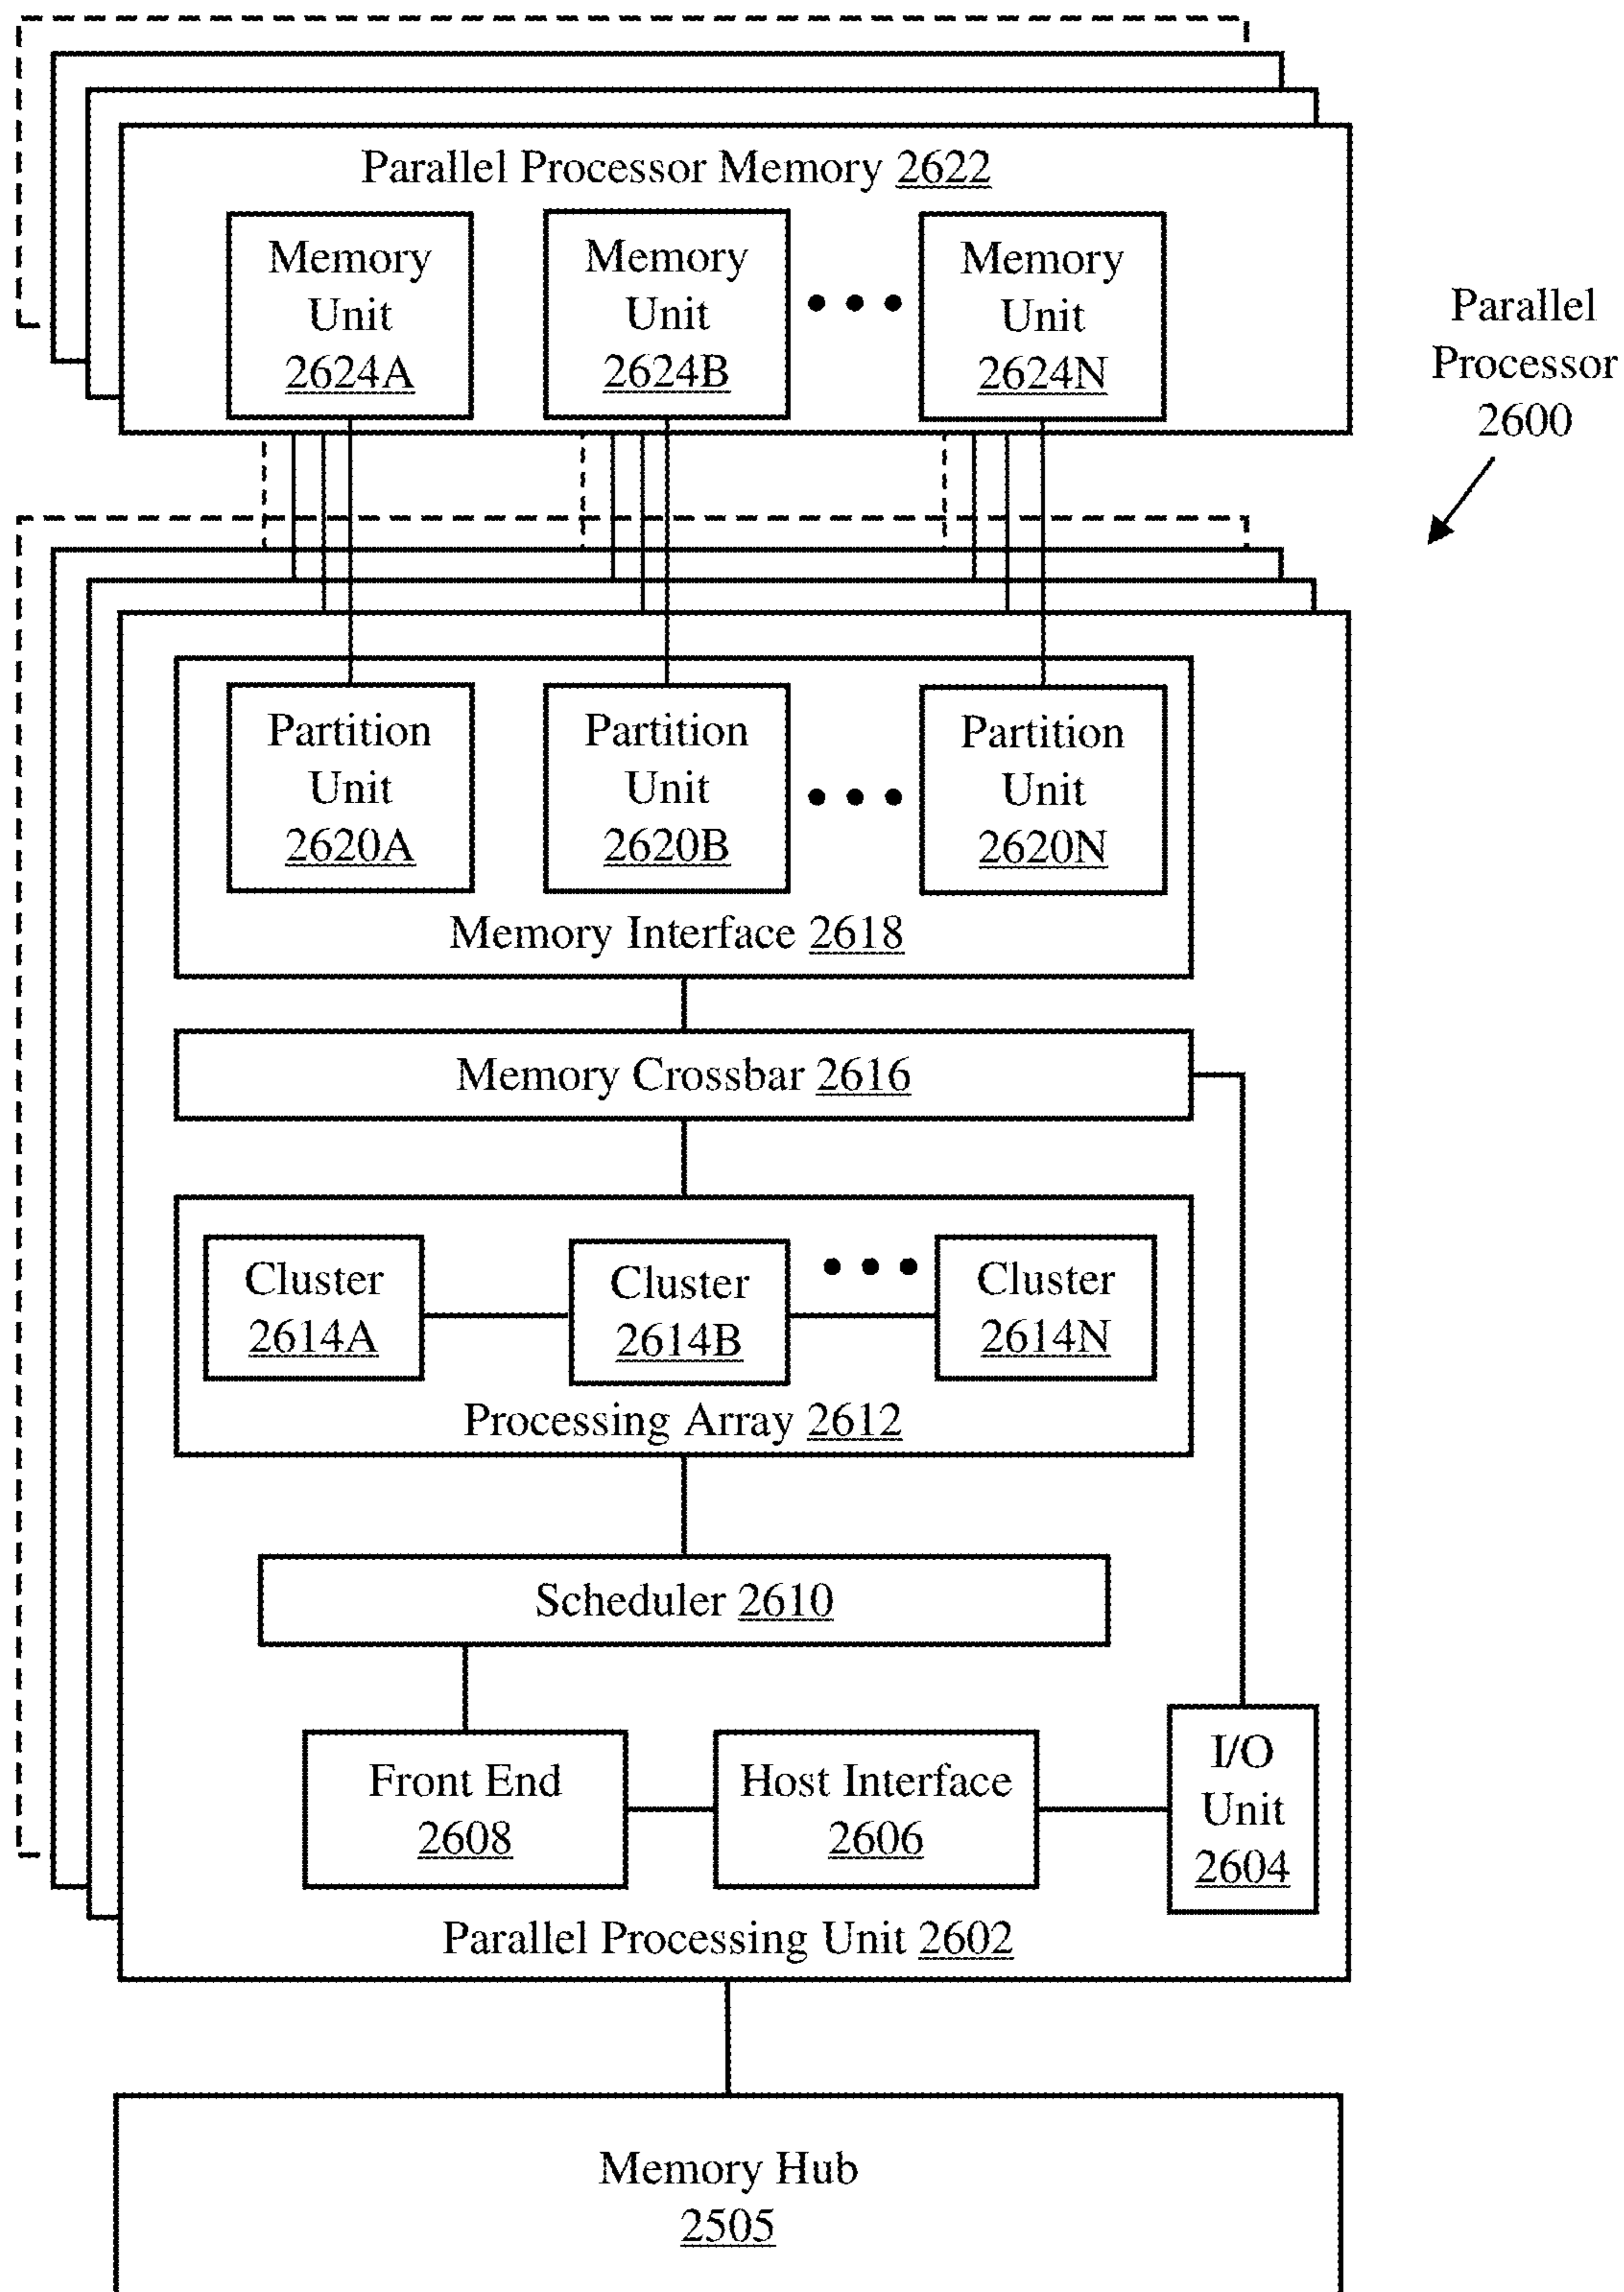 Parallel Processor Memory 2622
Memory
Unit
2624A
Memory
Unit
2624B
Memory
Unit
2624N
Parallel
Processor
2600
Partition
Unit
2620A
Partition
Unit
2620B
Partition
Unit
2620N
Memory Interface 2618
Memory Crossbar 2616
Cluster
2614A
Cluster
2614B
Cluster
2614N
Processing Array 2612
Scheduler 2610
Front End
2608
Host Interface
2606
I/O
Unit
2604
Parallel Processing Unit 2602
Memory Hub
2505